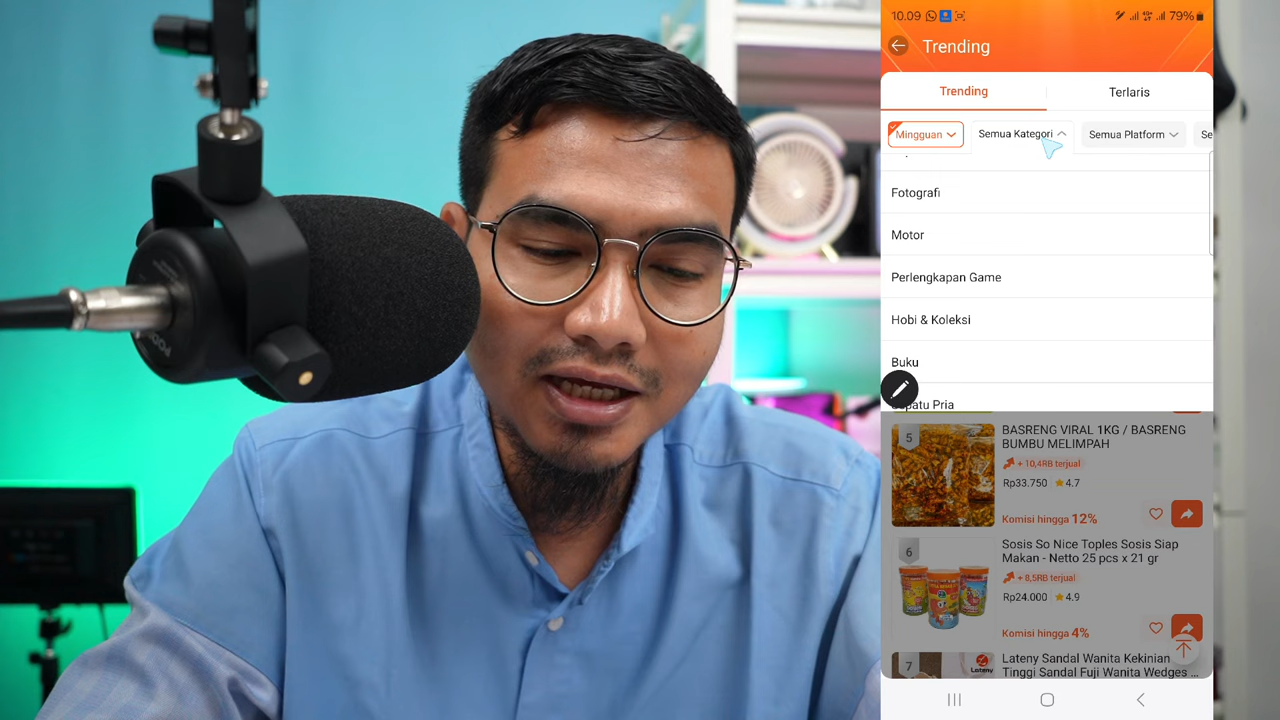 10.09
79%
Trending
Trending
Terlaris
Mingguan
Semua Kategori
Semua Platform
Se
Fotografi
Motor
Perlengkapan Game
Hobi & Koleksi
Buku
patu Pria
5
BASRENG VIRAL 1KG / BASRENG
BUMBU MELIMPAH
+ 10,4RB terjual
Rp33.750
4.7
Komisi hingga 12%
6
Sosis So Nice Toples Sosis Siap
Makan - Netto 25 pcs x 21 gr
+ 8,5RB terjual
Rp24.000
4.9
Komisi hingga 4%
7
Lateny
Lateny Sandal Wanita Kekinian
Tinggi Sandal Fuji Wanita Wedges ...